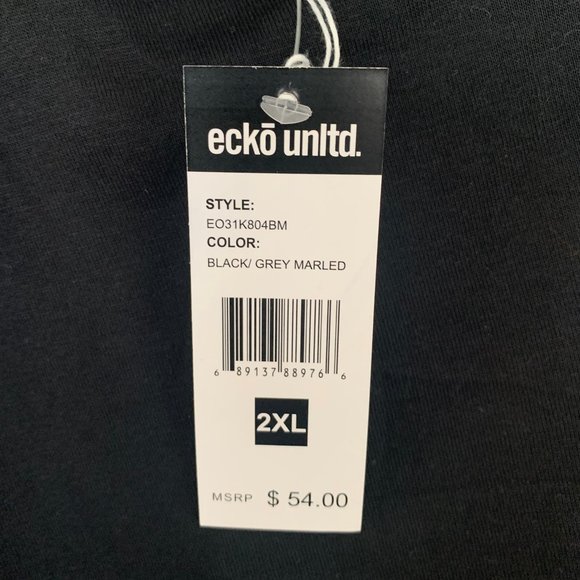 eckō unltd.
STYLE:
EO31K804BM
COLOR:
BLACK/ GREY MARLED
6 89137 88976 6
2XL
MSRP $ 54.00